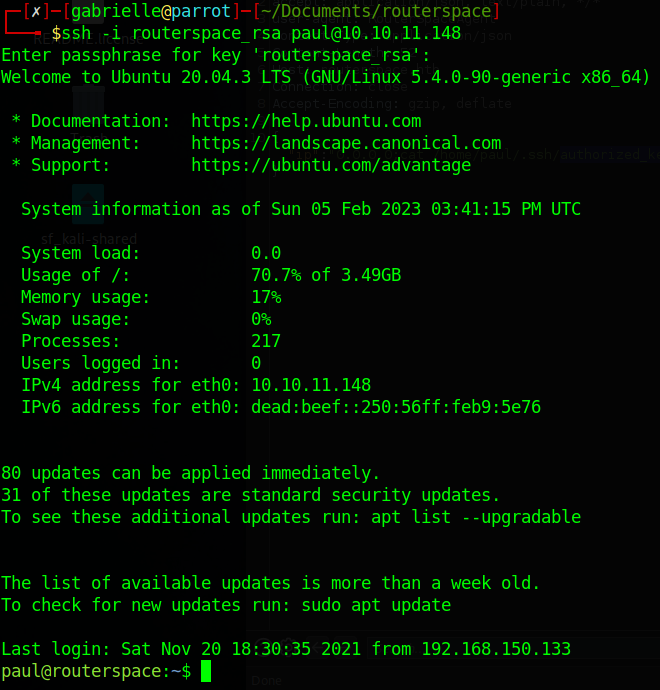 ┌─[✗]─[gabrielle@parrot]─[~/Documents/routerspace]
└──╼ $ssh -i routerspace_rsa paul@10.10.11.148
Enter passphrase for key 'routerspace_rsa':
Welcome to Ubuntu 20.04.3 LTS (GNU/Linux 5.4.0-90-generic x86_64)
* Documentation:  https://help.ubuntu.com
* Management:     https://landscape.canonical.com
* Support:        https://ubuntu.com/advantage
System information as of Sun 05 Feb 2023 03:41:15 PM UTC
System load:           0.0
Usage of /:            70.7% of 3.49GB
Memory usage:          17%
Swap usage:            0%
Processes:             217
Users logged in:       0
IPv4 address for eth0: 10.10.11.148
IPv6 address for eth0: dead:beef::250:56ff:feb9:5e76
80 updates can be applied immediately.
31 of these updates are standard security updates.
To see these additional updates run: apt list --upgradable
The list of available updates is more than a week old.
To check for new updates run: sudo apt update
Last login: Sat Nov 20 18:30:35 2021 from 192.168.150.133
paul@routerspace:~$
Accept-Encoding: gzip, deflate
sf_kali-shared
Done